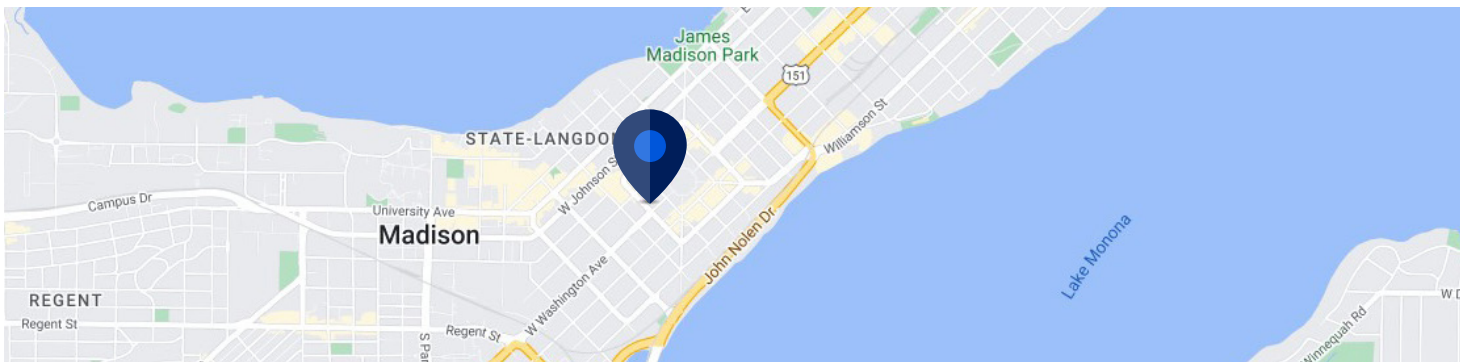 James
Madison Park
151
STATE-LANGDO
W Johnson S
Williamson St
Campus Dr
University Ave
Madison
John Nolen Dr
Lake Monona
W Washington Ave
REGENT
Regent St
Regent St
S Par
W D
Winnequah Rd
E